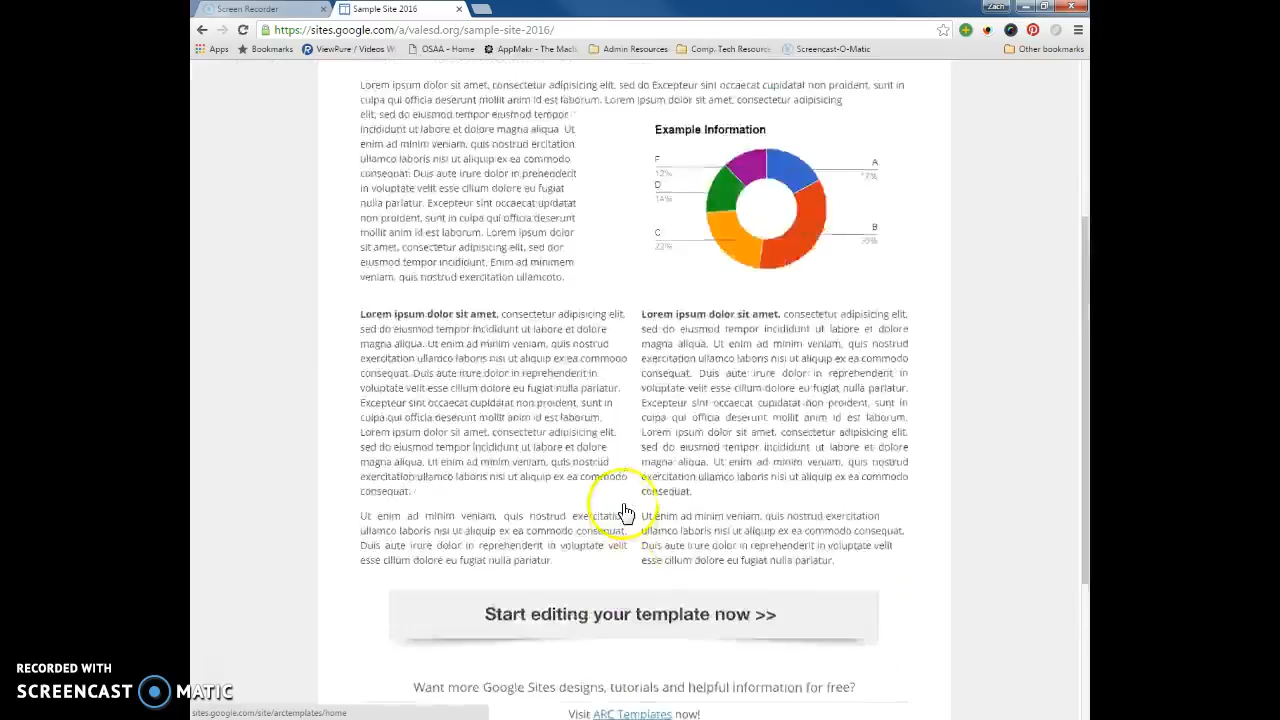 Screen Recorder
Sample Site 2016
Zach
https://sites.google.com/a/valesd.org/sample-site-2016/
Apps
Bookmarks
ViewPure / Videos W
OSAA – Home
AppMakr - The Mach
Admin Resources
Comp. Tech Resourc
Screencast-O-Matic
Other bookmarks
Lorem ipsum dolor sit amet, consectetur adipisicing elit, sed do Excepteur sint occaecat cupidatat non proident, sunt in
culpa qui officia deserunt mollit anim id est laborum. Lorem ipsum dolor sit amet, consectetur adipisicing
elit, sed do eiusmod tempor eiusmod tempor
incididunt ut labore et dolore magna aliqua. Ut
enim ad minim veniam, quis nostrud ercitation
ullamco laboris nisi ut aliquip ex ea commodo
consequat. Duis aute irure dolor in reprehenderit
in voluptate velit esse cillum dolore eu fugiat
nulla pariatur. Excepteur sint occaecat cupidatat
non proident, sunt in culpa qui officia deserunt
mollit anim id est laborum. Lorem ipsum dolor
sit amet, consectetur adipisicing elit, sed dor
eiusmod tempor incididunt. Enim ad minimem
veniam, quis nostrud exercitation ullamcoto.
Example Information
E
12%
D
14%
C
22%
A
17%
B
35%
Lorem ipsum dolor sit amet, consectetur adipisicing elit,
sed do eiusmod tempor incididunt ut labore et dolore
magna aliqua. Ut enim ad minim veniam, quis nostrud
exercitation ullamco laboris nisi ut aliquip ex ea commodo
consequat. Duis aute irure dolor in reprehenderit in
voluptate velit esse cillum dolore eu fugiat nulla pariatur.
Excepteur sint occaecat cupidatat non proident, sunt in
culpa qui officia deserunt mollit anim id est laborum.
Lorem ipsum dolor sit amet, consectetur adipisicing elit,
sed do eiusmod tempor incididunt ut labore et dolore
magna aliqua. Ut enim ad minim veniam, quis nostrud
exercitation ullamco laboris nisi ut aliquip ex ea commodo
consequat.
Ut enim ad minim veniam, quis nostrud exercitation
ullamco laboris nisi ut aliquip ex ea commodo consequat.
Duis aute irure dolor in reprehenderit in voluptate velit
esse cillum dolore eu fugiat nulla pariatur.
Lorem ipsum dolor sit amet, consectetur adipisicing elit,
sed do eiusmod tempor incididunt ut labore et dolore
magna aliqua. Ut enim ad minim veniam, quis nostrud
exercitation ullamco laboris nisi ut aliquip ex ea commodo
consequat. Duis aute irure dolor in reprehenderit in
voluptate velit esse cillum dolore eu fugiat nulla pariatur.
Excepteur sint occaecat cupidatat non proident, sunt in
culpa qui officia deserunt mollit anim id est laborum.
Lorem ipsum dolor sit amet, consectetur adipisicing elit,
sed do eiusmod tempor incididunt ut labore et dolore
magna aliqua. Ut enim ad minim veniam, quis nostrud
exercitation ullamco laboris nisi ut aliquip ex ea commodo
consequat.
Ut enim ad minim veniam, quis nostrud exercitation
ullamco laboris nisi ut aliquip ex ea commodo consequat.
Duis aute irure dolor in reprehenderit in voluptate velit
esse cillum dolore eu fugiat nulla pariatur.
Start editing your template now >>
Want more Google Sites designs, tutorials and helpful information for free?
Visit ARC Templates now!
sites.google.com/site/arctemplates/home
RECORDED WITH
SCREENCAST MATIC